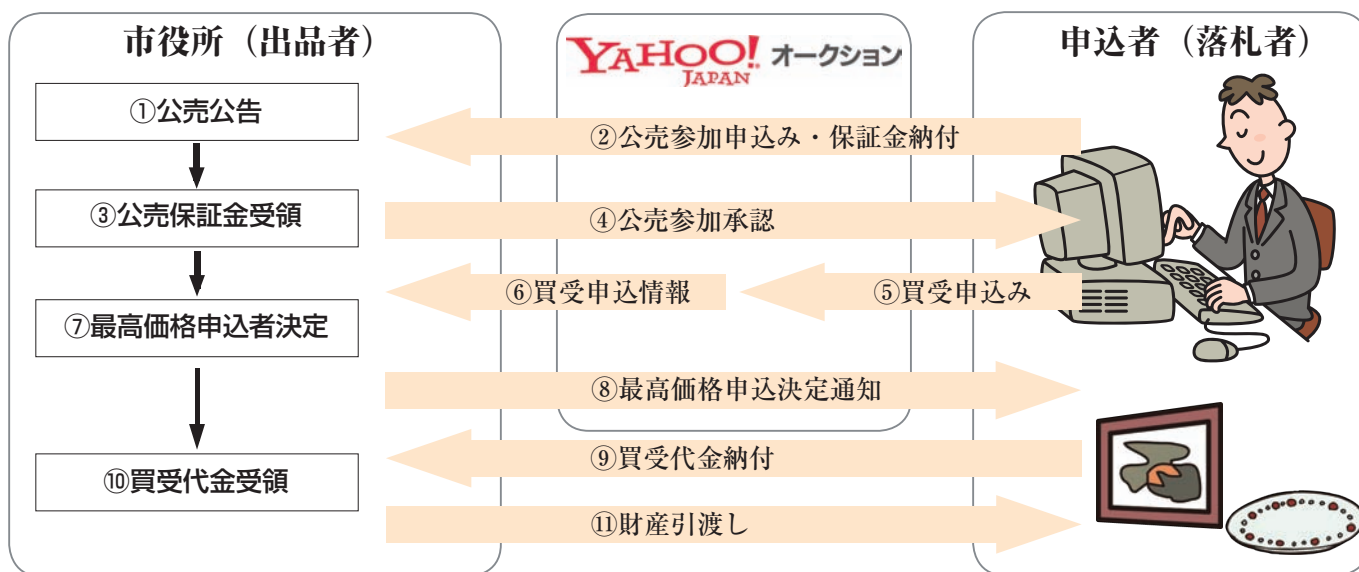 市役所（出品者）
YAHOO! JAPAN オークション
申込者（落札者）
①公売公告
②公売参加申込み・保証金納付
③公売保証金受領
④公売参加承認
⑤買受申込み
⑥買受申込情報
⑦最高価格申込者決定
⑧最高価格申込決定通知
⑨買受代金納付
⑩買受代金受領
⑪財産引渡し